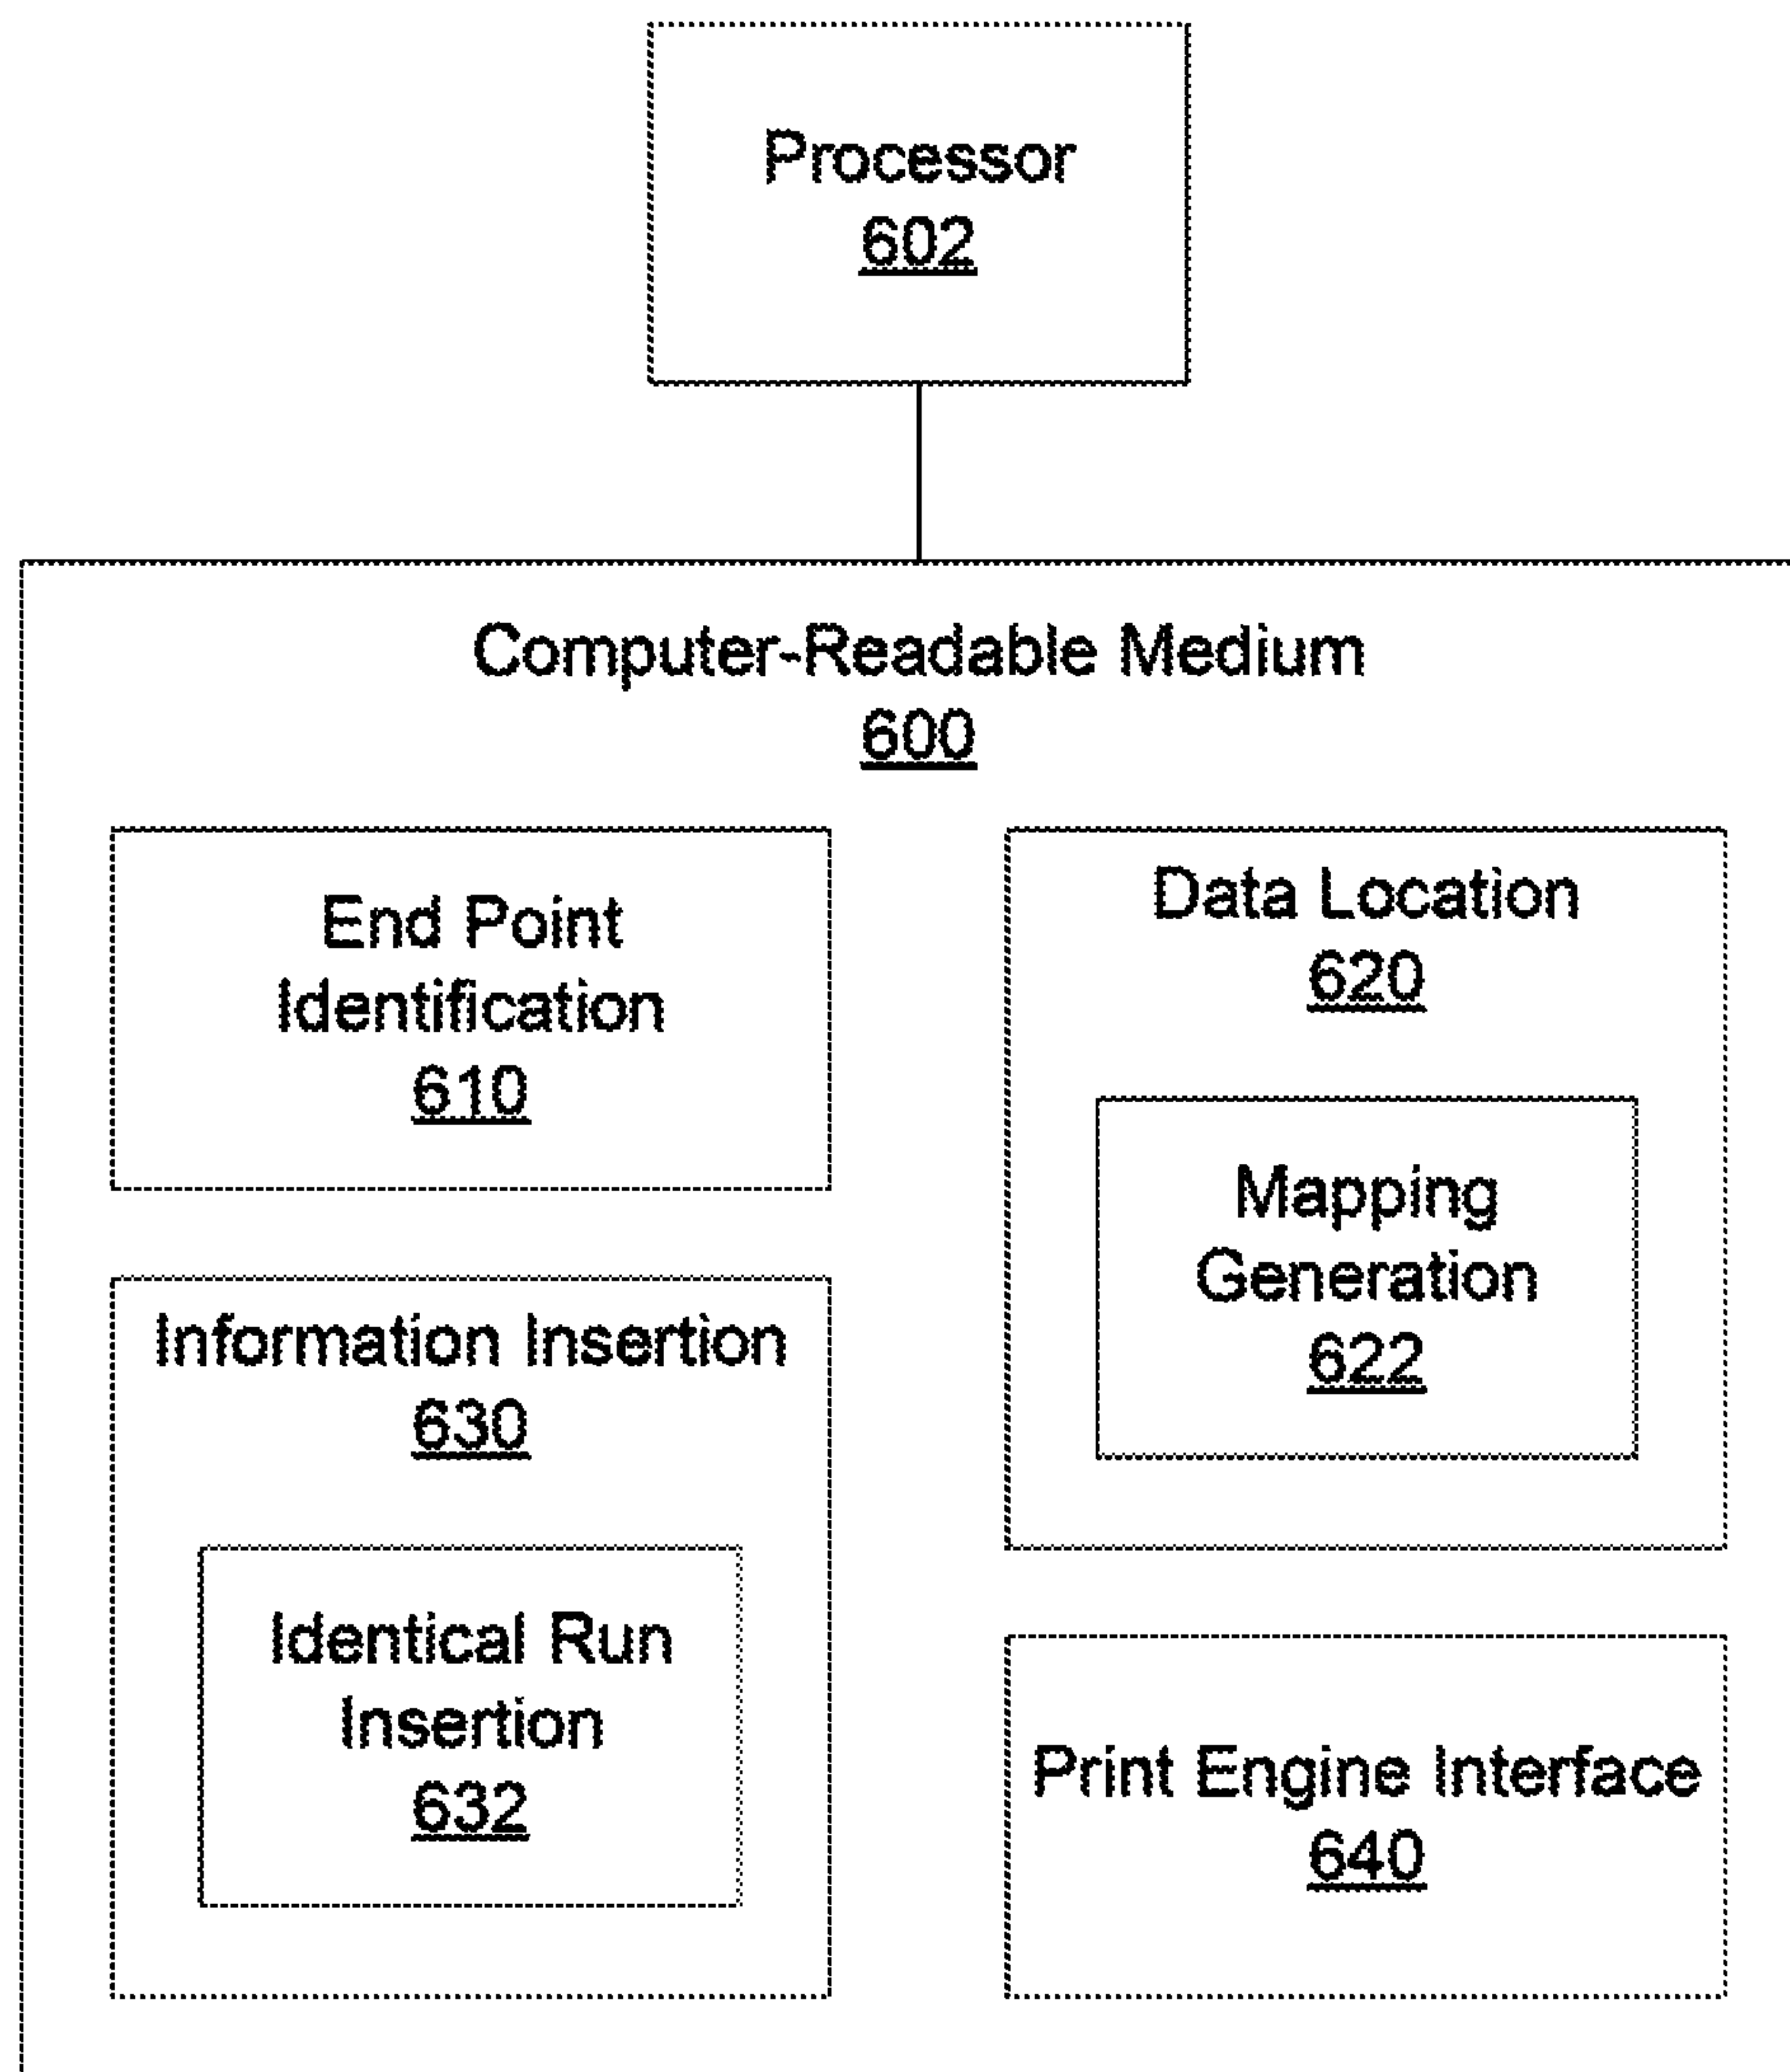 Processor
602
Computer-Readable Medium
600
End Point
Identification
610
Data Location
620
Mapping
Generation
622
Information Insertion
630
Identical Run
Insertion
632
Print Engine Interface
640